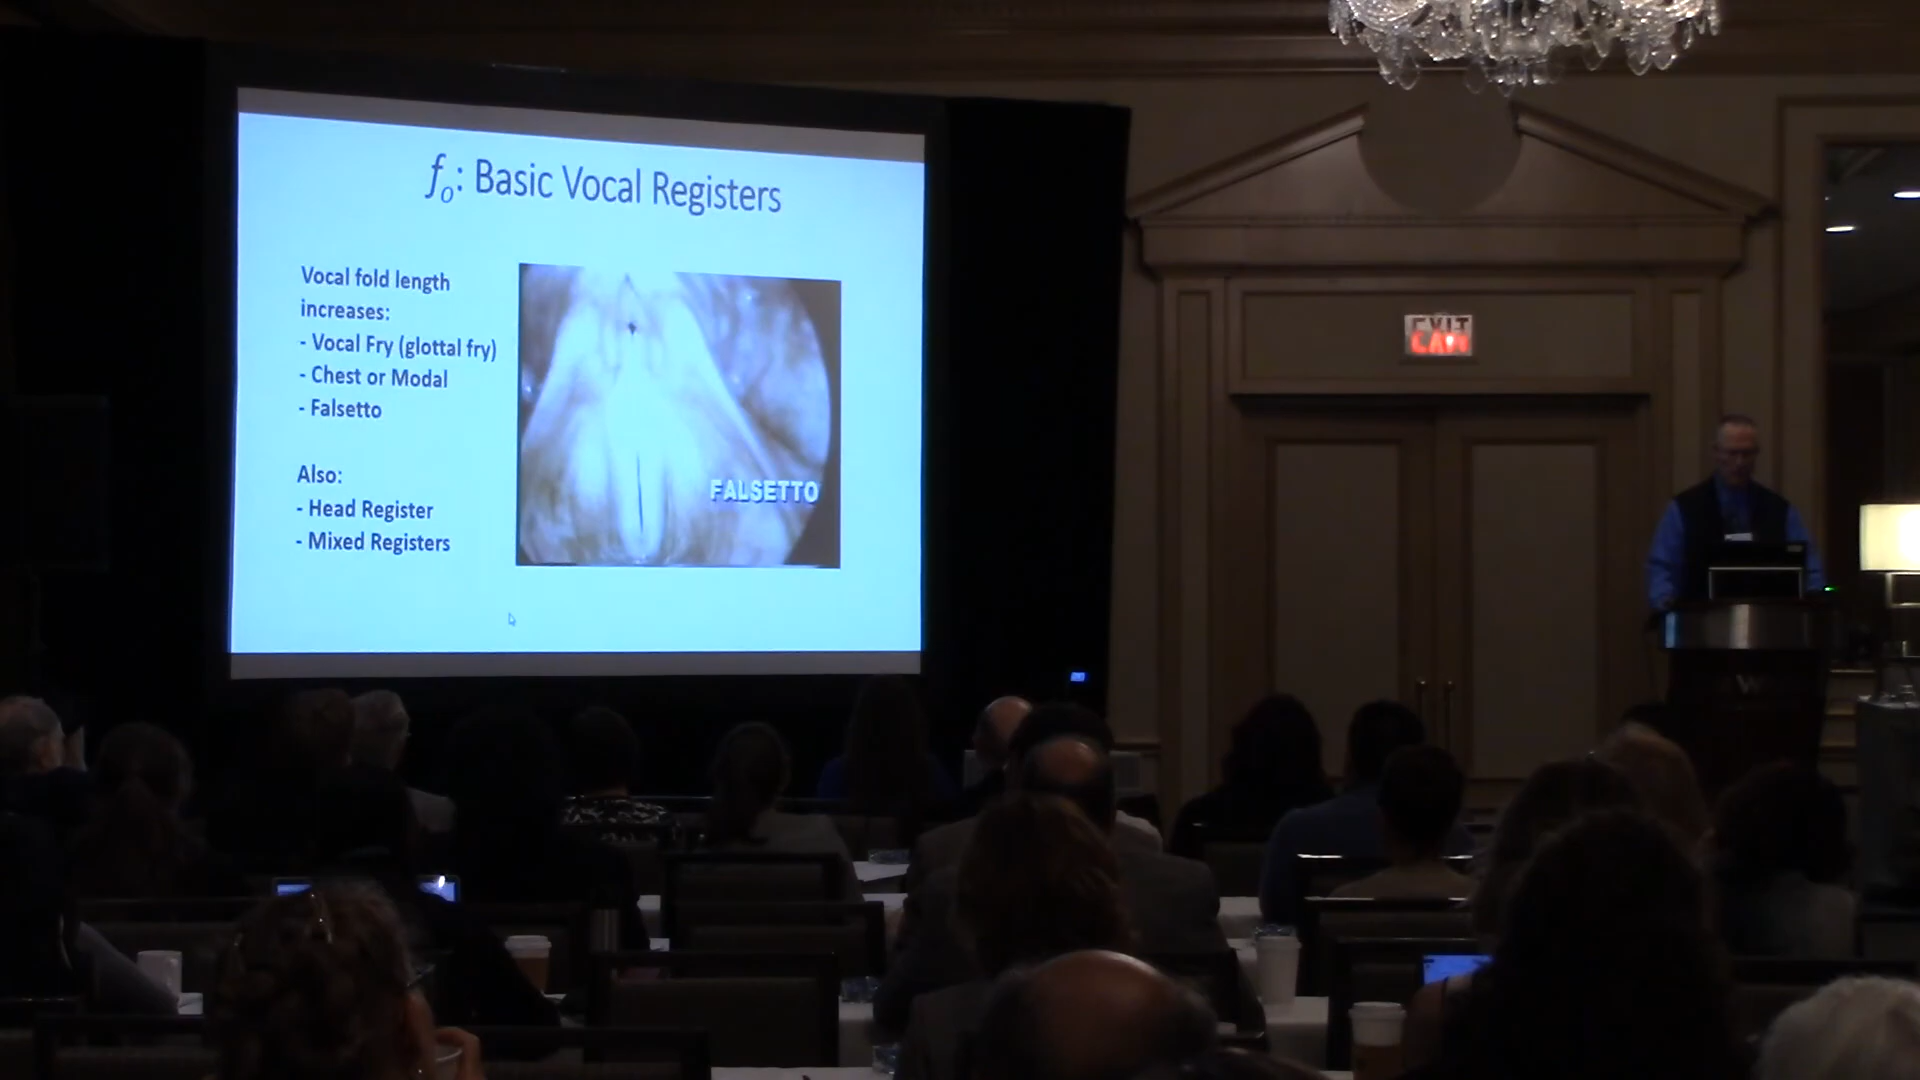 fo: Basic Vocal Registers
Vocal fold length
increases:
- Vocal Fry (glottal fry)
- Chest or Modal
- Falsetto
Also:
- Head Register
- Mixed Registers
FALSETTO
EXIT
W